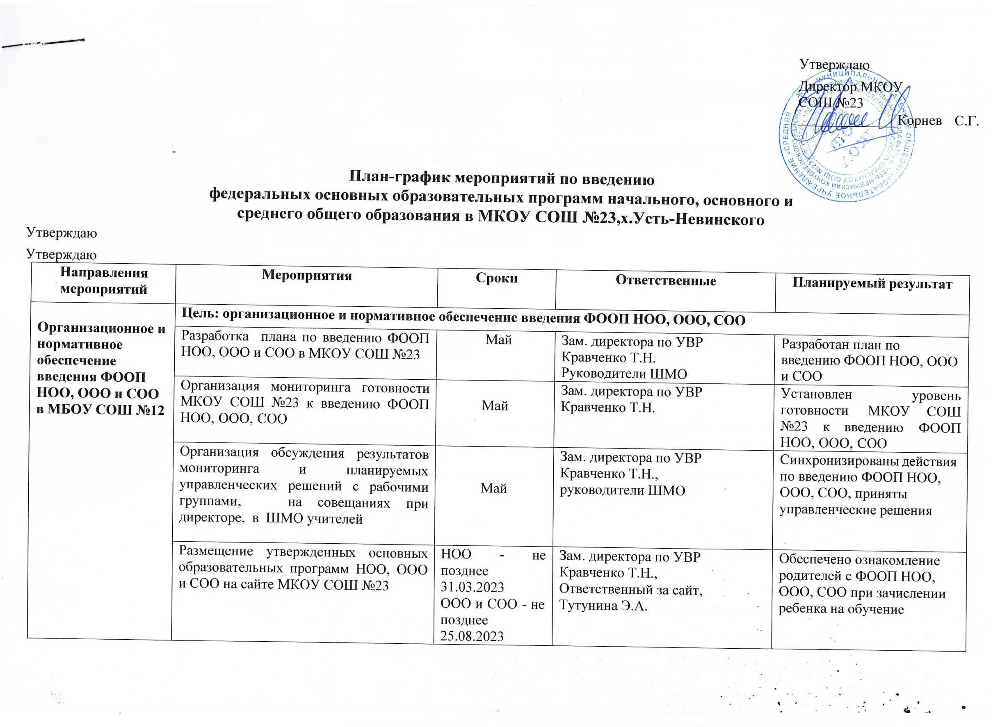 Утверждаю
Директор МКОУ
СОШ №23
Корнев С.Г.
План-график мероприятий по введению
федеральных основных образовательных программ начального, основного и
среднего общего образования в МКОУ СОШ №23,х.Усть-Невинского
Утверждаю
Утверждаю
Направления
мероприятий
Мероприятия
Сроки
Ответственные
Планируемый результат
Организационное и
нормативное
обеспечение
введения ФООП
НОО, ООО и СОО
в МБОУ СОШ №12
Цель: организационное и нормативное обеспечение введения ФООП НОО, ООО, СОО
Разработка плана по введению ФООП
НОО, ООО и СОО в МКОУ СОШ №23
Май
Зам. директора по УВР
Кравченко Т.Н.
Руководители ШМО
Разработан план по
введению ФООП НОО, ООО
и СОО
Организация мониторинга готовности
МКОУ СОШ №23 к введению ФООП
НОО, ООО, СОО
Май
Зам. директора по УВР
Кравченко Т.Н.
Установлен уровень
готовности МКОУ СОШ
№23 к введению ФООП
НОО, ООО, СОО
Организация обсуждения результатов
мониторинга и планируемых
управленческих решений с рабочими
группами, на совещаниях при
директоре, в ШМО учителей
Май
Зам. директора по УВР
Кравченко Т.Н.,
руководители ШМО
Синхронизированы действия
по введению ФООП НОО,
ООО, СОО, приняты
управленческие решения
Размещение утвержденных основных
образовательных программ НОО, ООО
и СОО на сайте МКОУ СОШ №23
НОО - не
позднее
31.03.2023
ООО и СОО - не
позднее
25.08.2023
Зам. директора по УВР
Кравченко Т.Н.,
Ответственный за сайт,
Тутунина Э.А.
Обеспечено ознакомление
родителей с ФООП НОО,
ООО, СОО при зачислении
ребенка на обучение